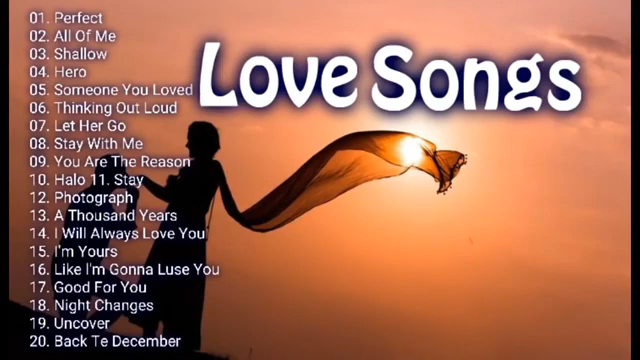 01. Perfect
02. All Of Me
03. Shallow
04. Hero
05. Someone You Loved
06. Thinking Out Loud
07. Let Her Go
08. Stay With Me
09. You Are The Reason
10. Halo 11. Stay
12. Photograph
13. A Thousand Years
14. I Will Always Love You
15. I'm Yours
16. Like I'm Gonna Luse You
17. Good For You
18. Night Changes
19. Uncover
20. Back Te December
Love Songs